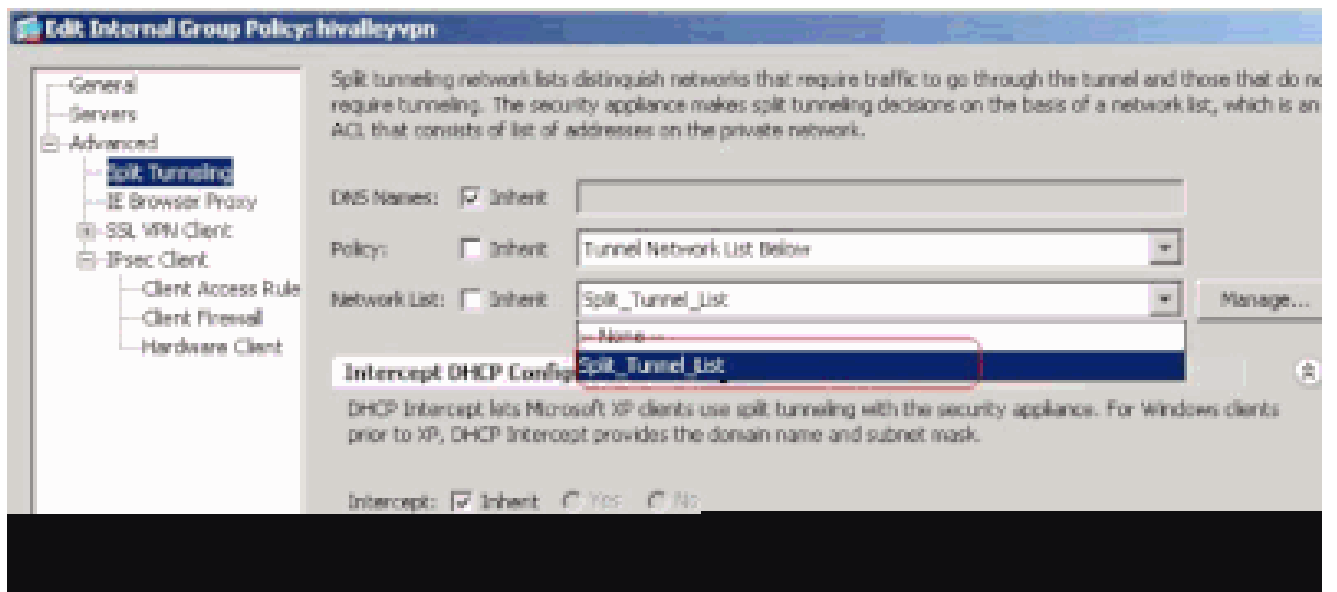 Edit Internal Group Policy: hivalleyvpn
General
Servers
Advanced
Split Tunneling
IE Browser Proxy
SSL VPN Client
IPsec Client
Client Access Rule
Client Firewall
Hardware Client
Split tunneling network lists distinguish networks that require traffic to go through the tunnel and those that do no
require tunneling. The security appliance makes split tunneling decisions on the basis of a network list, which is an
ACL that consists of list of addresses on the private network.
DNS Names: Inherit
Policy: Inherit Tunnel Network List Below
Network List: Inherit Split_Tunnel_List Manage...
-- None --
Split_Tunnel_List
Intercept DHCP Config
DHCP Intercept lets Microsoft XP clients use split tunneling with the security appliance. For Windows clients
prior to XP, DHCP Intercept provides the domain name and subnet mask.
Intercept: Inherit Yes No